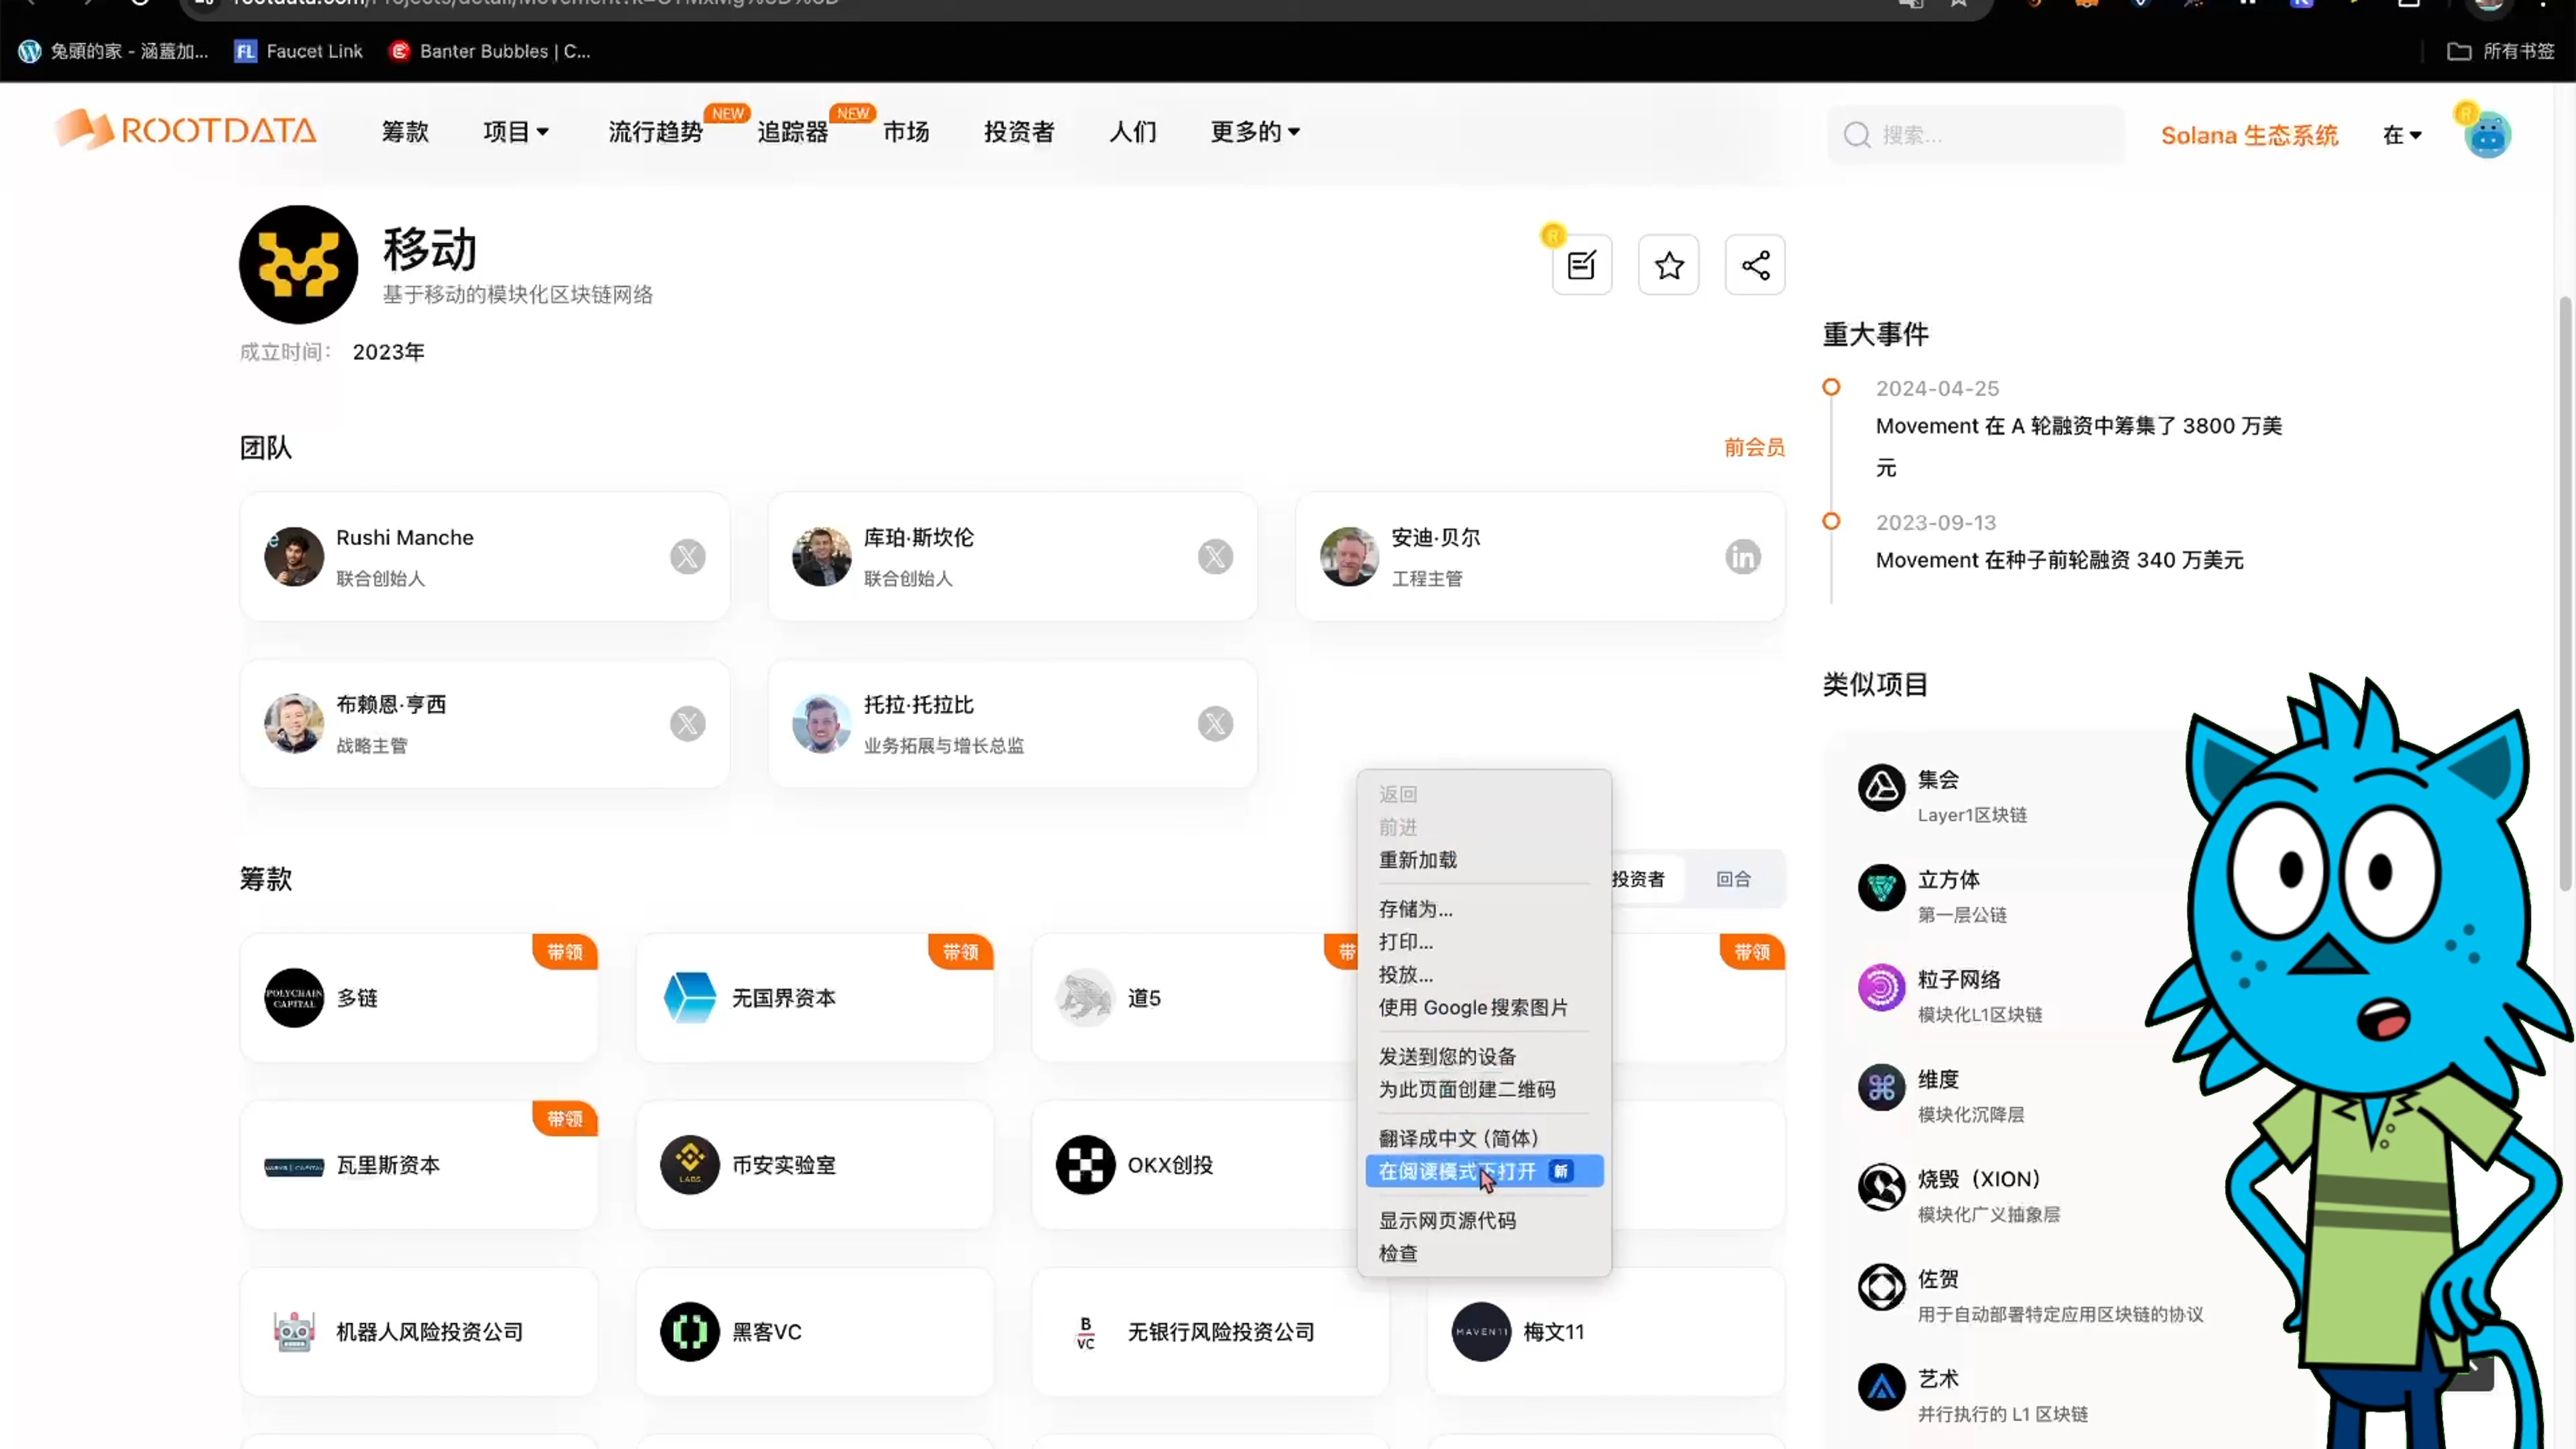 兔頭的家 - 涵蓋加...
FL Faucet Link
Banter Bubbles | C...
所有书签
ROOTDATA
筹款
项目
流行趋势
NEW
追踪器
NEW
市场
投资者
人们
更多的
搜索...
Solana 生态系统
在
移动
基于移动的模块化区块链网络
成立时间：
2023年
团队
前会员
Rushi Manche
联合创始人
库珀·斯坎伦
联合创始人
安迪·贝尔
工程主管
布赖恩·亨西
战略主管
托拉·托拉比
业务拓展与增长总监
筹款
投资者
回合
带领
POLYCHAIN
CAPITAL
多链
带领
无国界资本
带
道5
带领
带领
瓦里斯资本
LABS
币安实验室
OKX创投
机器人风险投资公司
黑客VC
B
VC
无银行风险投资公司
MAVEN11
梅文11
返回
前进
重新加载
存储为...
打印...
投放...
使用 Google 搜索图片
发送到您的设备
为此页面创建二维码
翻译成中文 (简体)
在阅读模式下打开 新
显示网页源代码
检查
重大事件
2024-04-25
Movement 在 A 轮融资中筹集了 3800 万美
元
2023-09-13
Movement 在种子前轮融资 340 万美元
类似项目
集会
Layer1区块链
立方体
第一层公链
粒子网络
模块化L1区块链
维度
模块化沉降层
烧毁（XION）
模块化广义抽象层
佐贺
用于自动部署特定应用区块链的协议
艺术
并行执行的 L1 区块链